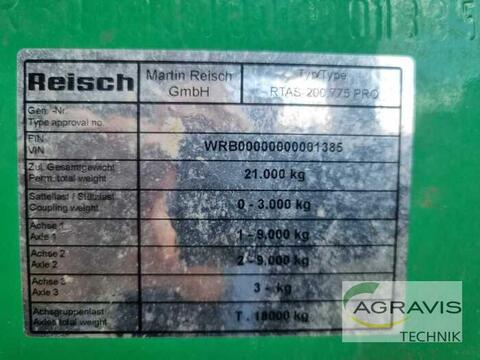 01385
Reisch
Martin Reisch
GmbH
Typ/Type
RTAS 200.775 PRO
Gen.-Nr.
Type approval no.
FIN
VIN
WRB00000000001385
Zul. Gesamtgewicht
Perm. total weight
21.000 kg
Sattellast / Stützlast
Coupling weight
0 - 3.000 kg
Achse 1
Axle 1
1 - 9.000 kg
Achse 2
Axle 2
2 - 9.000 kg
Achse 3
Axle 3
3 - kg
Achsgruppenlast
Axles total weight
T. 18000 kg
AGRAVIS
TECHNIK